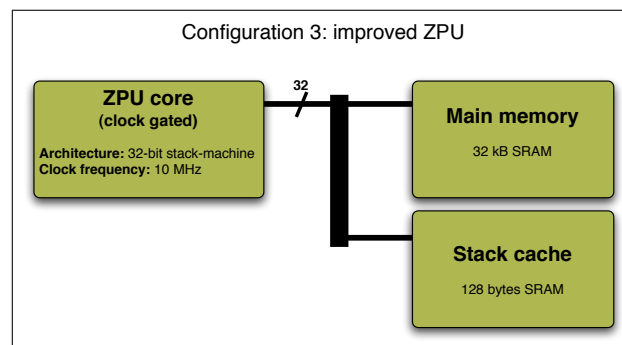 Configuration 3: improved ZPU
ZPU core
(clock gated)
Architecture: 32-bit stack-machine
Clock frequency: 10 MHz
32
Main memory
32 kB SRAM
Stack cache
128 bytes SRAM